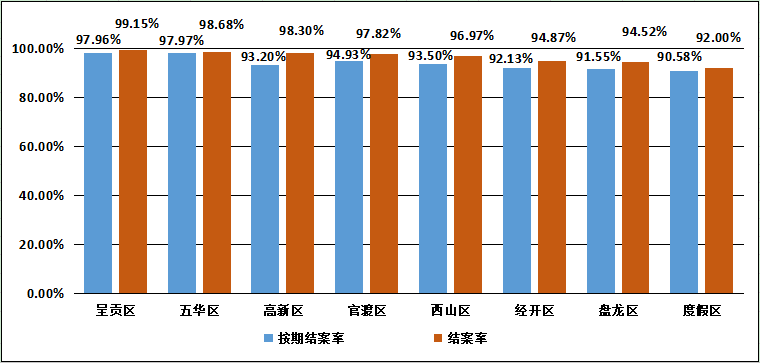 99.15% 98.68% 98.30% 97.82% 96.97% 94.87% 94.52% 92.00%
97.96% 97.97% 93.20% 94.93% 93.50% 92.13% 91.55% 90.58%
100.00%
80.00%
60.00%
40.00%
20.00%
0.00%
呈贡区 五华区 高新区 官渡区 西山区 经开区 盘龙区 度假区
按期结案率 结案率